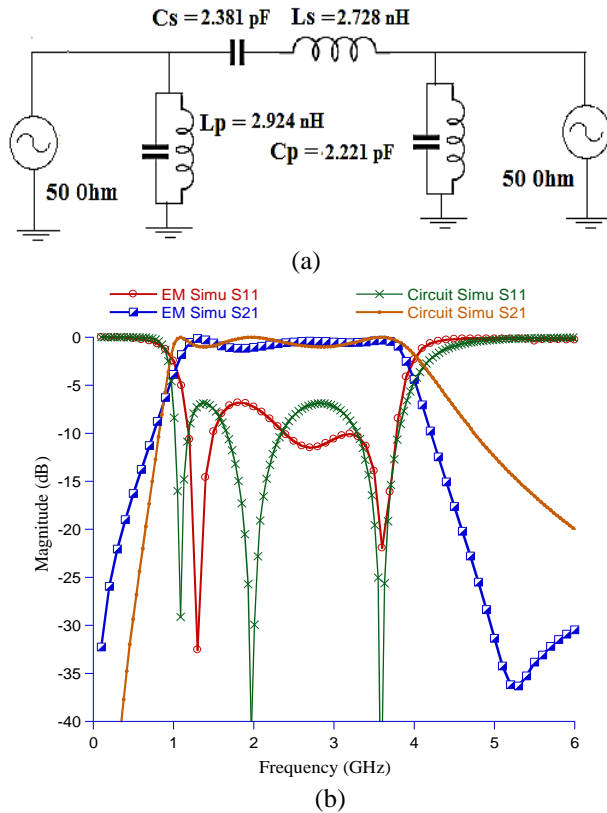 Cs = 2.381 pF Ls = 2.728 nH
Lp = 2.924 nH
Cp = 2.221 pF
50 Ohm 50 Ohm
(a)
EM Simu S11 Circuit Simu S11
EM Simu S21 Circuit Simu S21
0
-5
-10
-15
-20
-25
-30
-35
-40
Magnitude (dB)
0 1 2 3 4 5 6
Frequency (GHz)
(b)